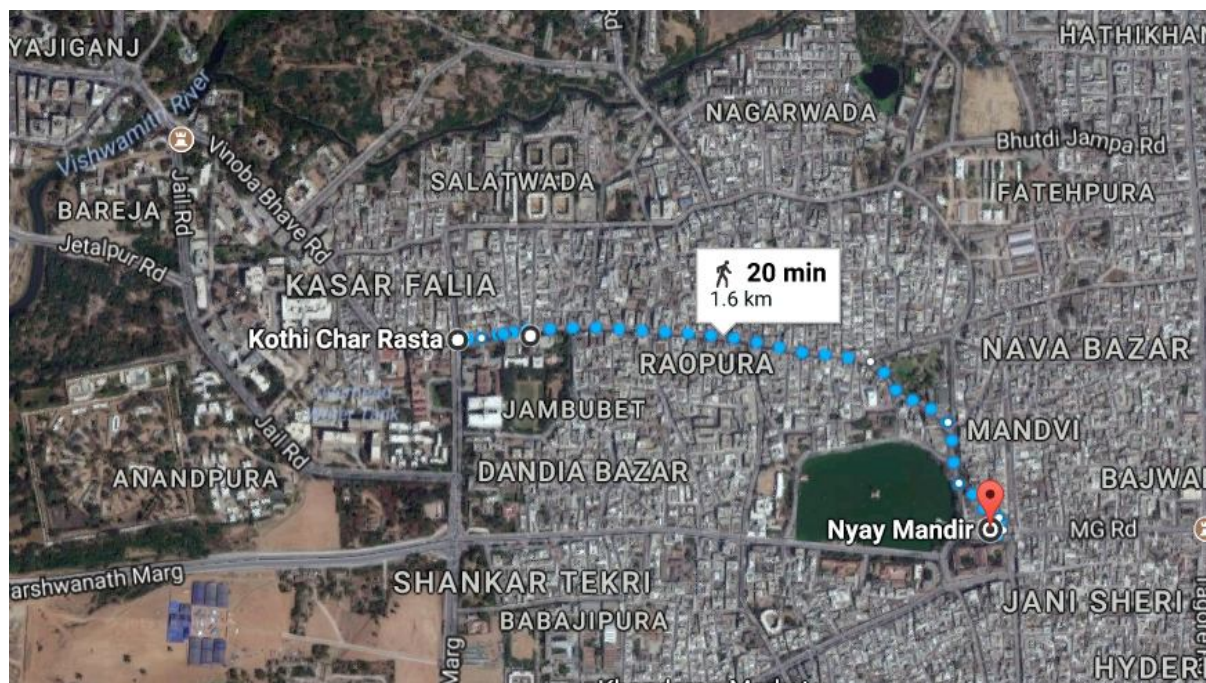 YAJIGANJ
HATHIKHAN
Vishwamitri River
NAGARWADA
Bhutdi Jampa Rd
Vinoba Bhave Rd
SALATWADA
FATEHPURA
BAREJA
Jail Rd
Jetalpur Rd
20 min
1.6 km
KASAR FALIA
Kothi Char Rasta
RAOPURA
NAVA BAZAR
JAMBUBET
MANDVI
Jail Rd
DANDIA BAZAR
ANANDPURA
BAJWA
Nyay Mandir
MG Rd
arshwanath Marg
SHANKAR TEKRI
JANI SHERI
BABAJIPURA
Marg
HYDER